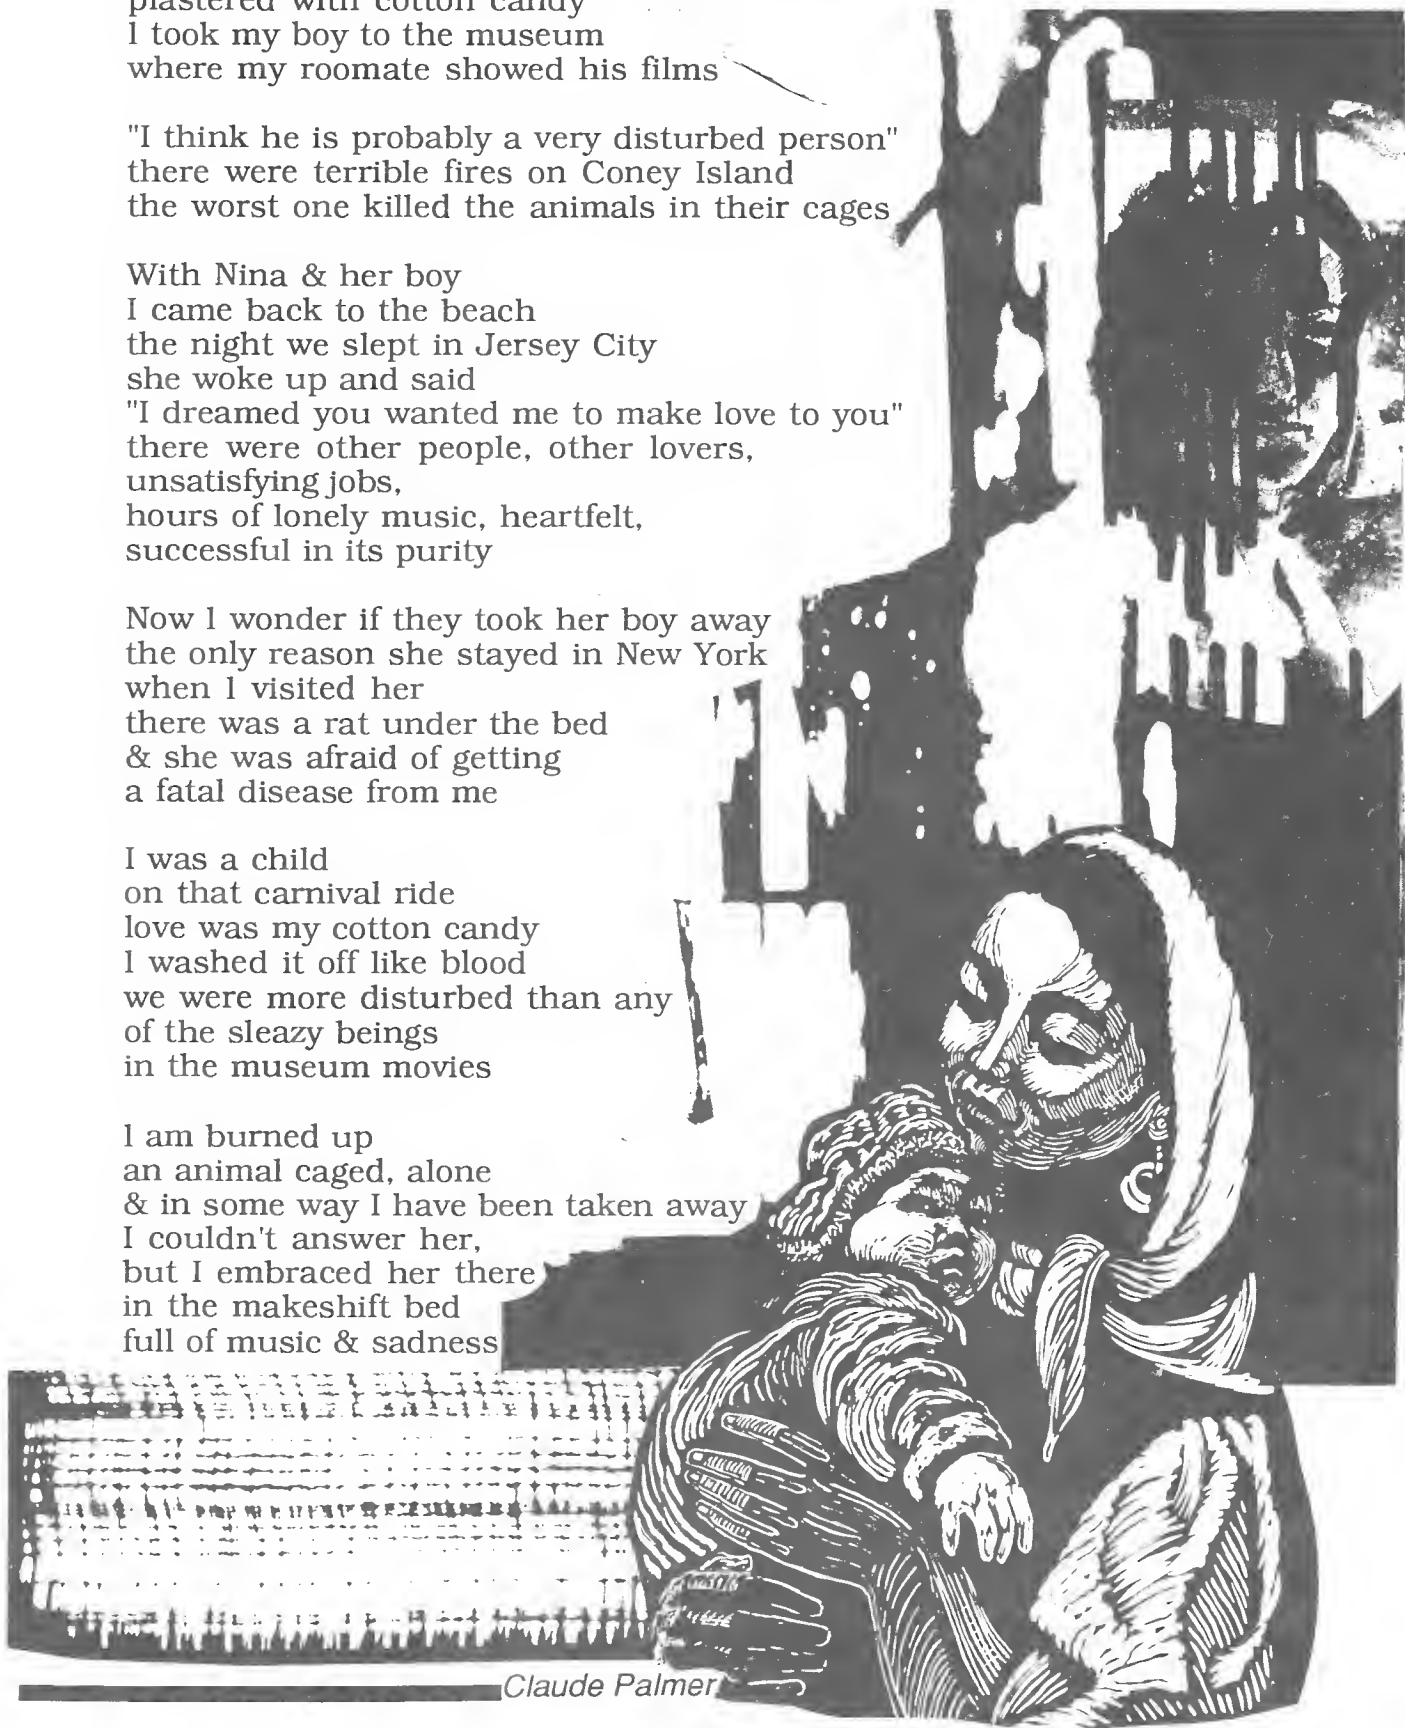 plastered with cotton candy
I took my boy to the museum
where my roomate showed his films

"I think he is probably a very disturbed person"
there were terrible fires on Coney Island
the worst one killed the animals in their cages

With Nina & her boy
I came back to the beach
the night we slept in Jersey City
she woke up and said
"I dreamed you wanted me to make love to you"
there were other people, other lovers,
unsatisfying jobs,
hours of lonely music, heartfelt,
successful in its purity

Now I wonder if they took her boy away
the only reason she stayed in New York
when I visited her
there was a rat under the bed
& she was afraid of getting
a fatal disease from me

I was a child
on that carnival ride
love was my cotton candy
I washed it off like blood
we were more disturbed than any
of the sleazy beings
in the museum movies

I am burned up
an animal caged, alone
& in some way I have been taken away
I couldn't answer her,
but I embraced her there
in the makeshift bed
full of music & sadness

Claude Palmer